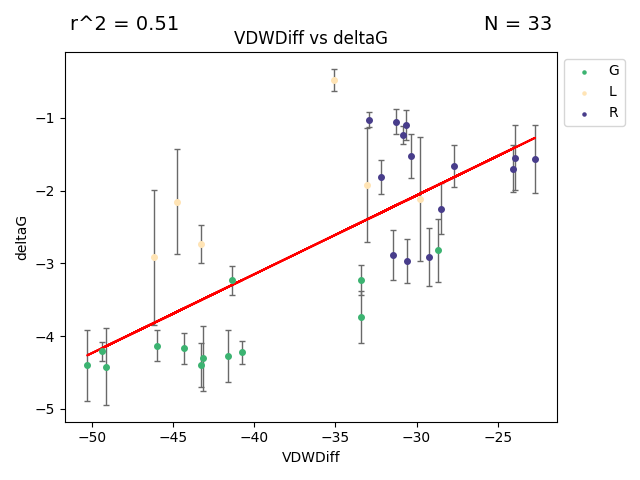 r^2 = 0.51
N = 33
VDWDiff vs deltaG
G
L
R
−1
−2
−3
−4
−5
deltaG
−50
−45
−40
−35
−30
−25
VDWDiff